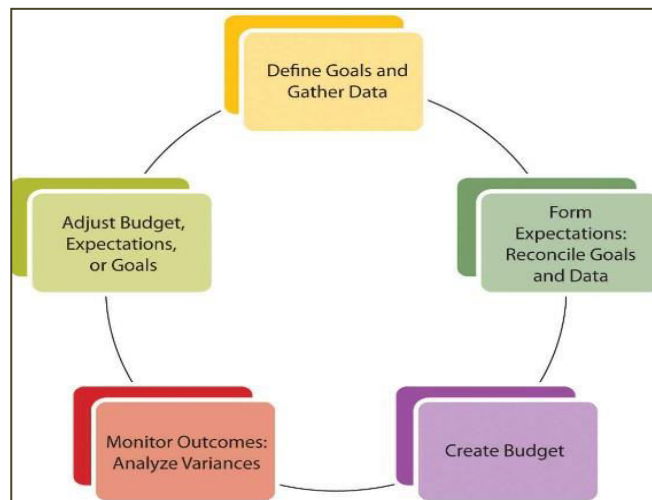 Define Goals and
Gather Data
Form
Expectations:
Reconcile Goals
and Data
Create Budget
Monitor Outcomes:
Analyze Variances
Adjust Budget,
Expectations,
or Goals